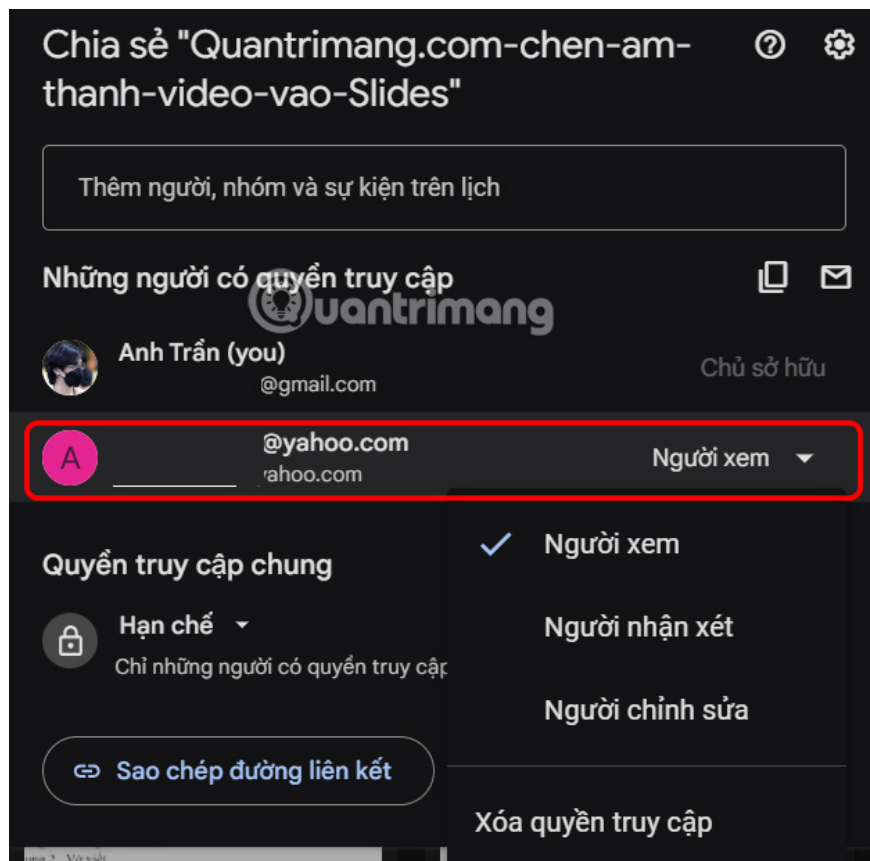 Chia sẻ "Quantrimang.com-chen-am-
thanh-video-vao-Slides"
Thêm người, nhóm và sự kiện trên lịch
Những người có quyền truy cập
Quantrimang
Anh Trần (you)
@gmail.com
Chủ sở hữu
A
@yahoo.com
yahoo.com
Người xem
Người xem
Người nhận xét
Người chỉnh sửa
Xóa quyền truy cập
Quyền truy cập chung
Hạn chế
Chỉ những người có quyền truy cập
Sao chép đường liên kết